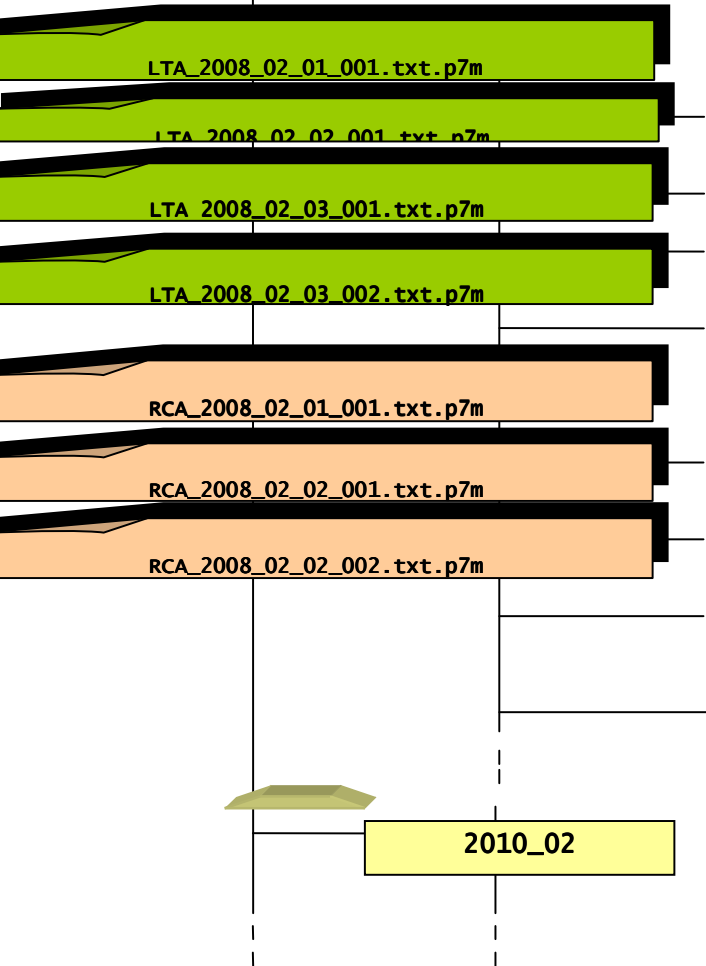 LTA_2008_02_01_001.txt.p7m
LTA_2008_02_02_001.txt.p7m
LTA_2008_02_03_001.txt.p7m
LTA_2008_02_03_002.txt.p7m
RCA_2008_02_01_001.txt.p7m
RCA_2008_02_02_001.txt.p7m
RCA_2008_02_02_002.txt.p7m
2010_02